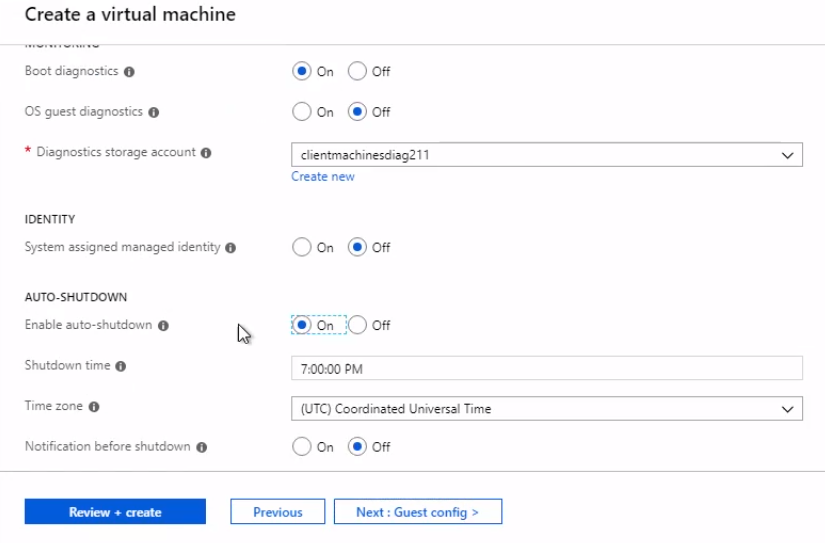 Create a virtual machine
MONITORING
Boot diagnostics On Off
OS guest diagnostics On Off
* Diagnostics storage account clientmachinesdiag211
Create new
IDENTITY
System assigned managed identity On Off
AUTO-SHUTDOWN
Enable auto-shutdown On Off
Shutdown time 7:00:00 PM
Time zone (UTC) Coordinated Universal Time
Notification before shutdown On Off
Review + create Previous Next : Guest config >